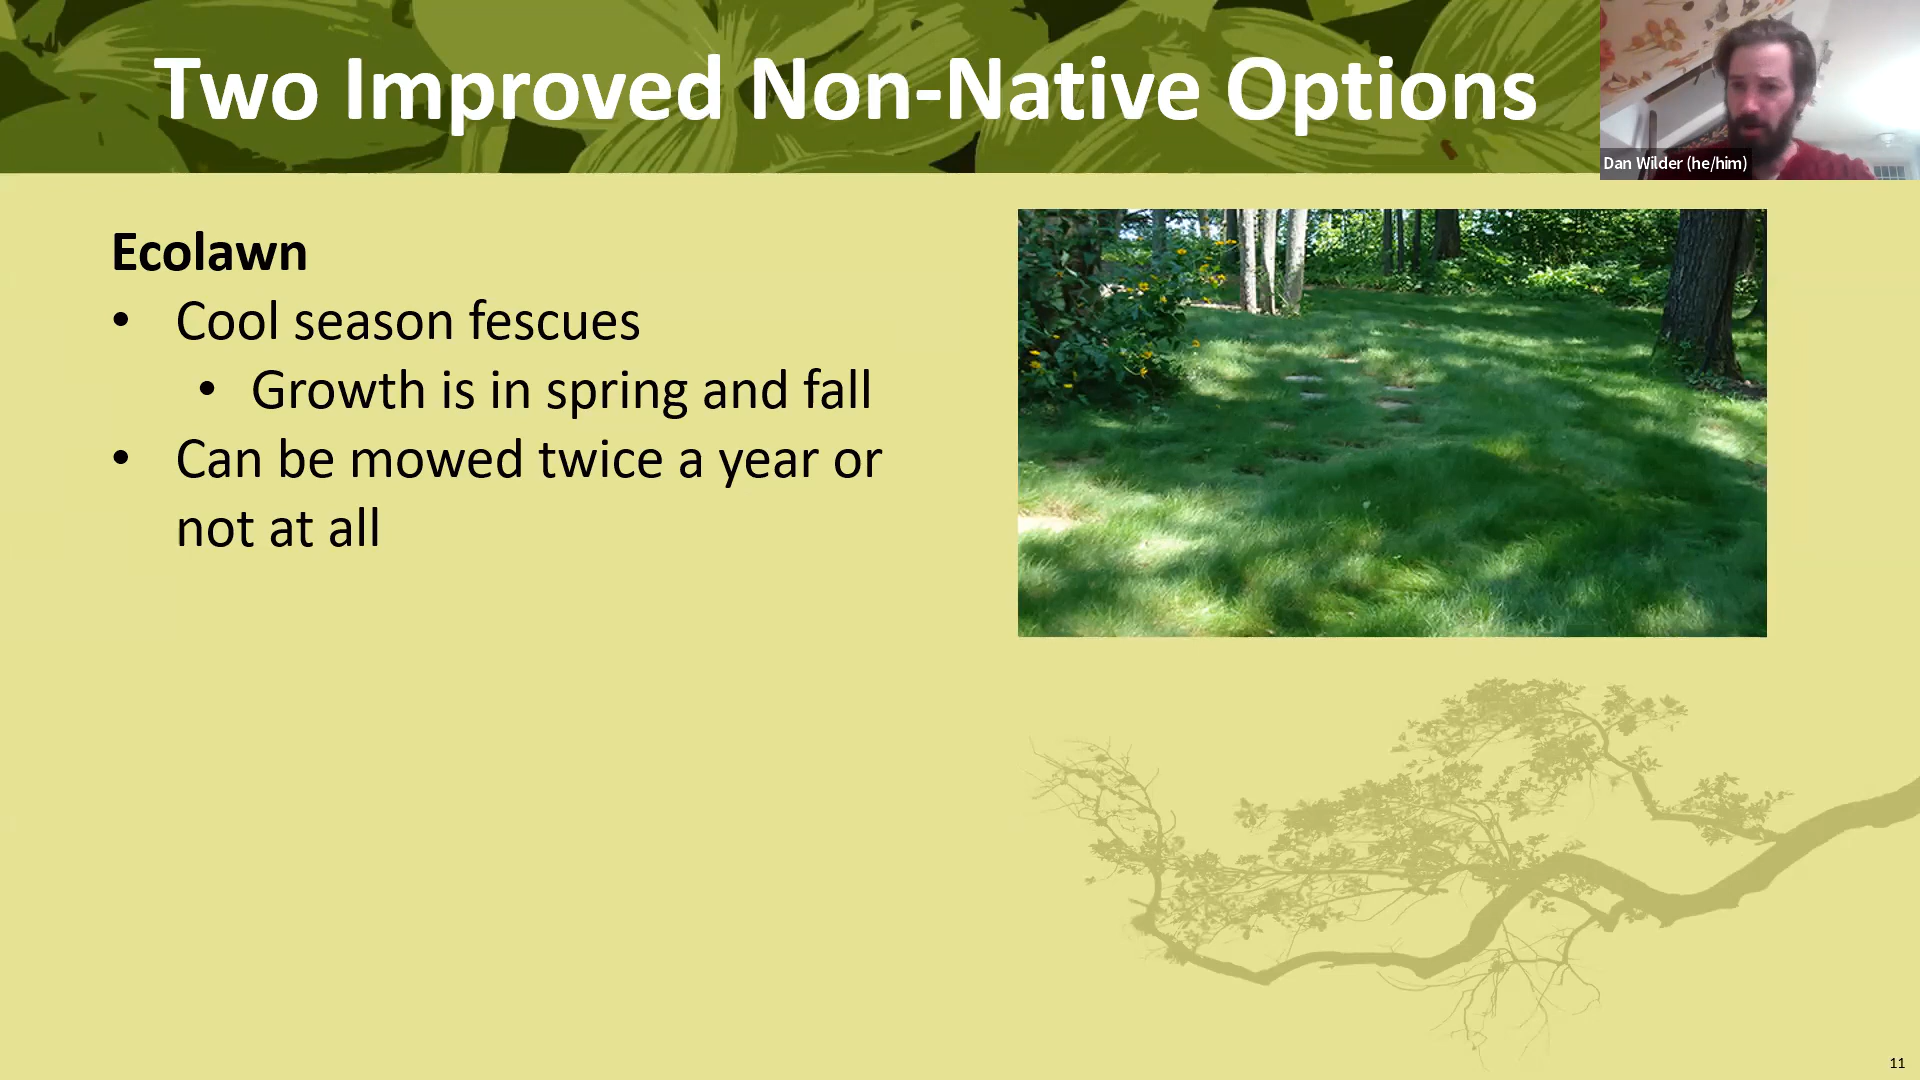 Two Improved Non-Native Options
Dan Wilder (he/him)
Ecolawn
• Cool season fescues
• Growth is in spring and fall
• Can be mowed twice a year or
not at all
11